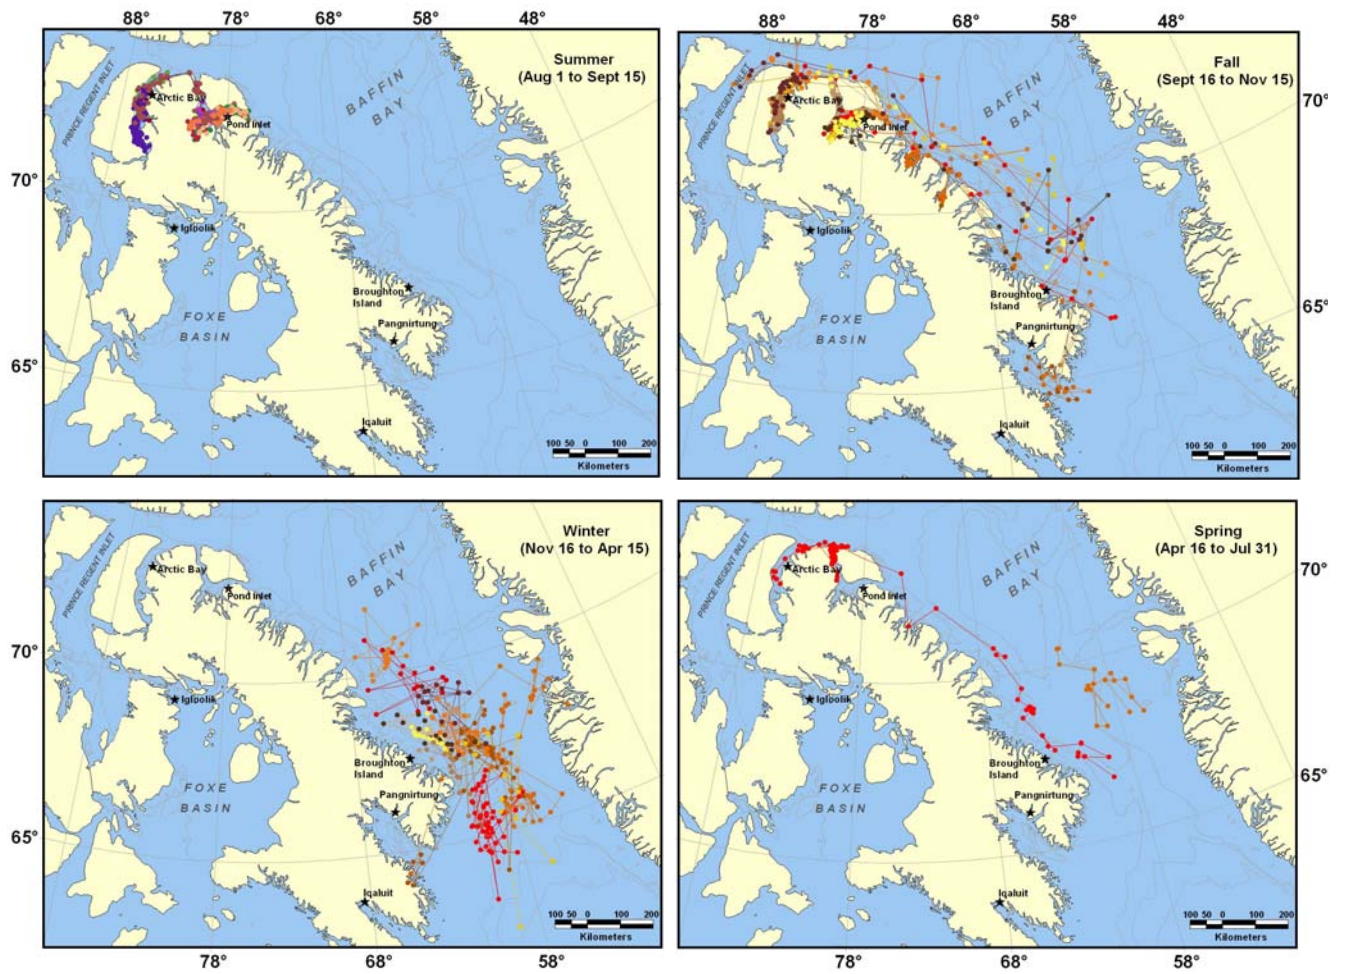 88° 78° 68° 58° 48°
88° 78° 68° 58° 48°
Summer
(Aug 1 to Sept 15)
PRINCE REGENT INLET
BAFFIN
BAY
Arctic Bay
Pond Inlet
70°
Igloolik
Broughton
Island
FOXE
BASIN
Pangnirtung
65°
Iqaluit
100 50 0 100 200
Kilometers
Fall
(Sept 16 to Nov 15)
PRINCE REGENT INLET
BAFFIN
BAY
70°
Arctic Bay
Pond Inlet
Igloolik
Broughton
Island
65°
FOXE
BASIN
Pangnirtung
Iqaluit
100 50 0 100 200
Kilometers
Winter
(Nov 16 to Apr 15)
PRINCE REGENT INLET
BAFFIN
BAY
Arctic Bay
Pond Inlet
70°
Igloolik
Broughton
Island
FOXE
BASIN
Pangnirtung
65°
Iqaluit
100 50 0 100 200
Kilometers
78° 68° 58°
Spring
(Apr 16 to Jul 31)
PRINCE REGENT INLET
BAFFIN
BAY
70°
Arctic Bay
Pond Inlet
Igloolik
Broughton
Island
65°
FOXE
BASIN
Pangnirtung
Iqaluit
100 50 0 100 200
Kilometers
78° 68° 58°